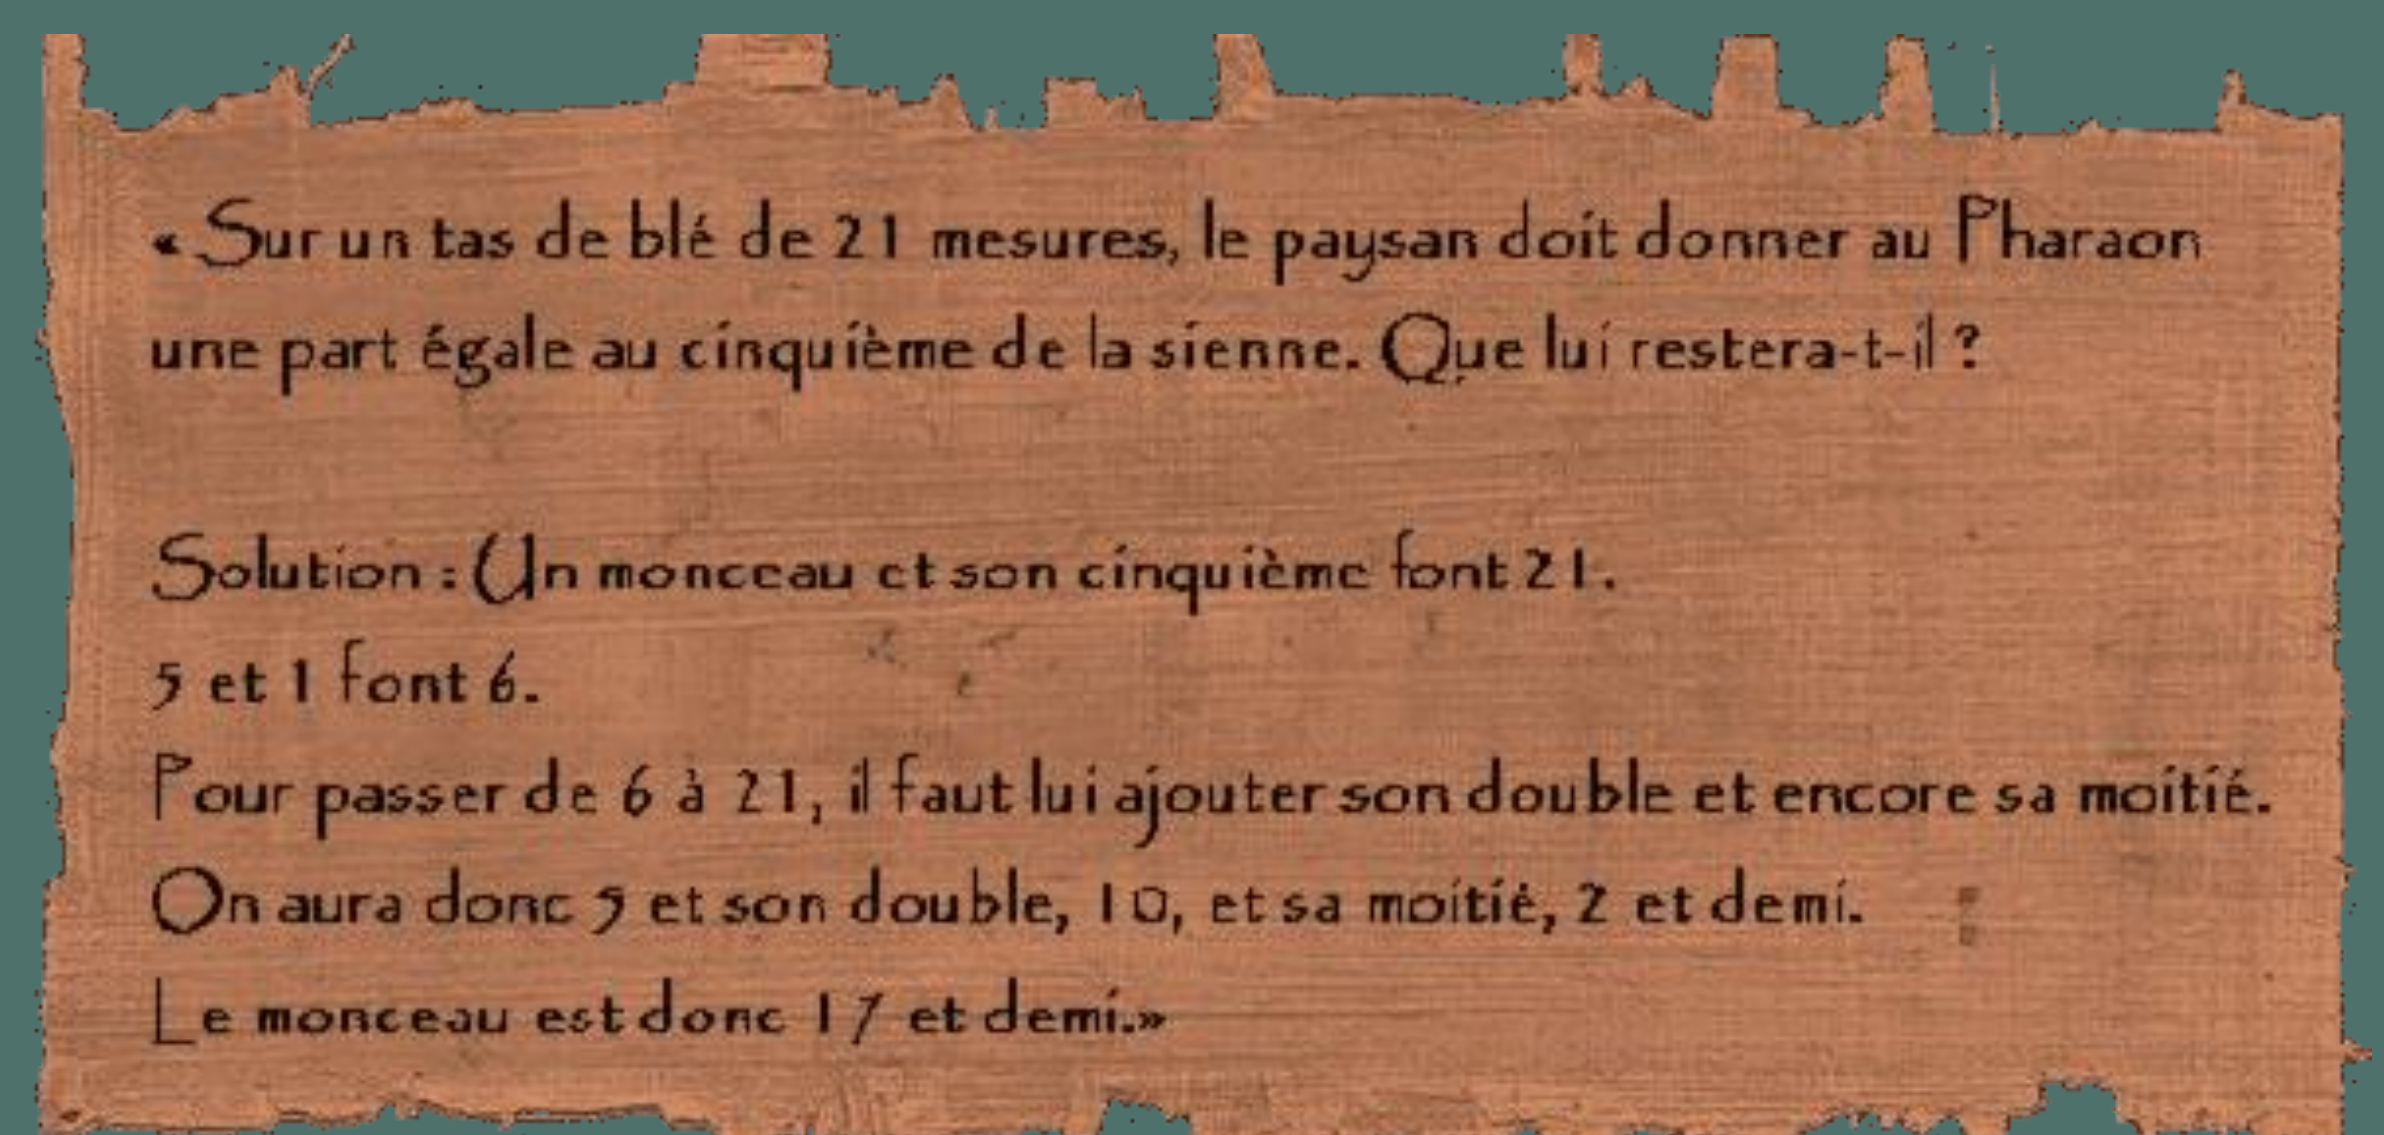 « Sur un tas de blé de 21 mesures, le paysan doit donner au Pharaon
une part égale au cinquième de la sienne. Que lui restera-t-il ?
Solution : Un monceau et son cinquième font 21.
5 et 1 font 6.
Pour passer de 6 à 21, il faut lui ajouter son double et encore sa moitié.
On aura donc 5 et son double, 10, et sa moitié, 2 et demi.
Le monceau est donc 17 et demi.»